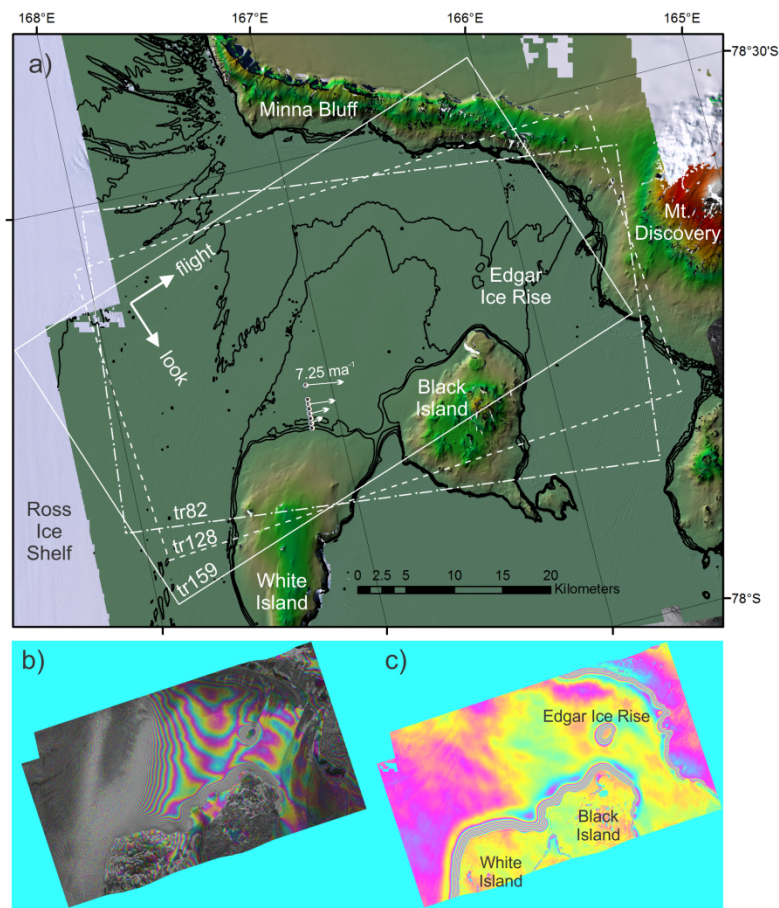 168°E
167°E
166°E
165°E
a)
78°30'S
Minna Bluff
Mt.
Discovery
Edgar
Ice Rise
flight
look
7.25 ma⁻¹
Black
Island
Ross
Ice
Shelf
tr82
tr128
tr159
White
Island
0 2.5 5 10 15 20
Kilometers
78°S
b)
c)
Edgar Ice Rise
Black
Island
White
Island